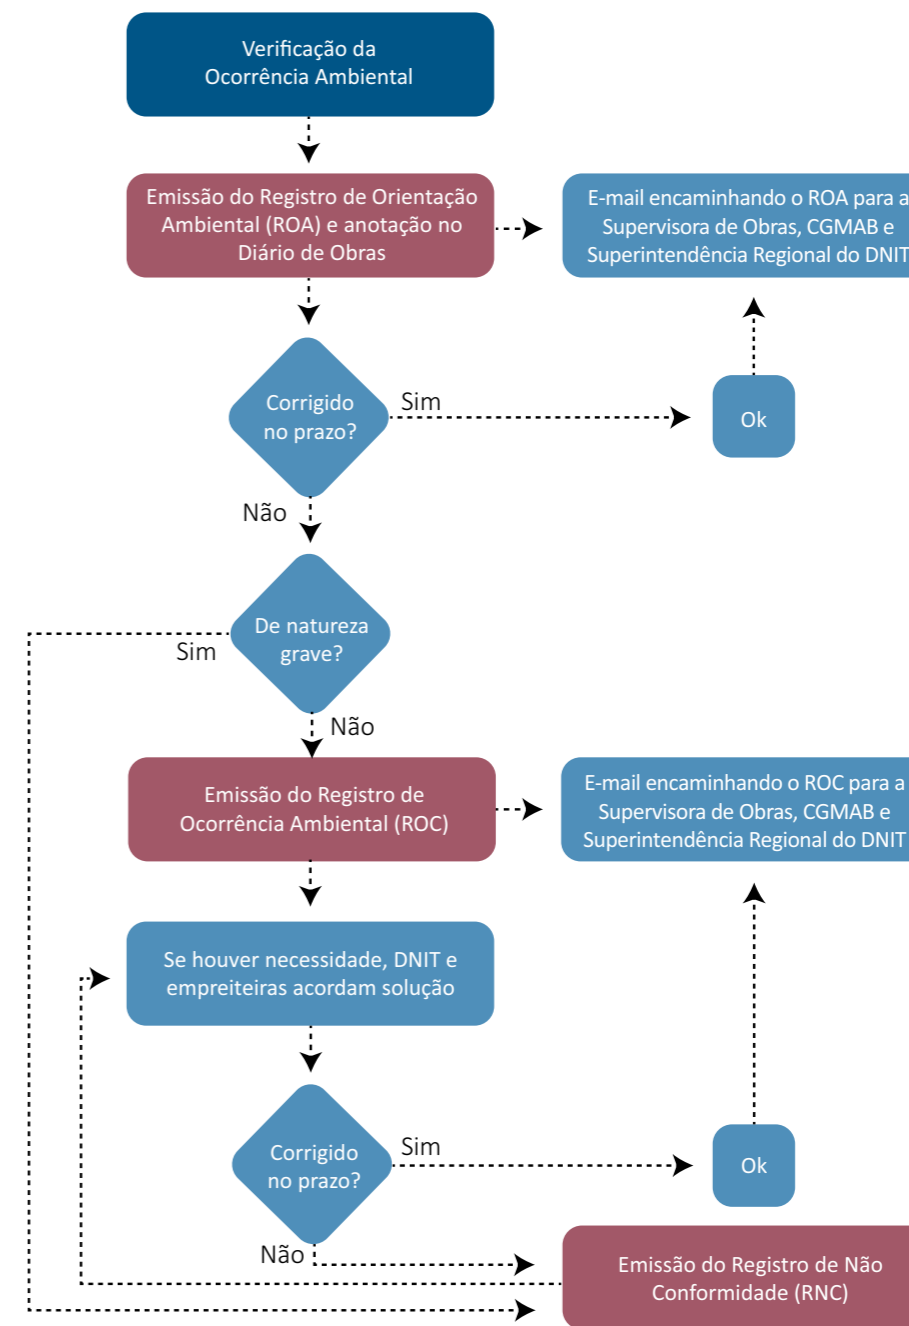 Verificação da
Ocorrência Ambiental
Emissão do Registro de Orientação
Ambiental (ROA) e anotação no
Diário de Obras
E-mail encaminhando o ROA para a
Supervisora de Obras, CGMAB e
Superintendência Regional do DNIT
Corrigido
no prazo?
Sim
Ok
Não
De natureza
grave?
Sim
Não
Emissão do Registro de
Ocorrência Ambiental (ROC)
E-mail encaminhando o ROC para a
Supervisora de Obras, CGMAB e
Superintendência Regional do DNIT
Se houver necessidade, DNIT e
empreiteiras acordam solução
Corrigido
no prazo?
Sim
Ok
Não
Emissão do Registro de Não
Conformidade (RNC)